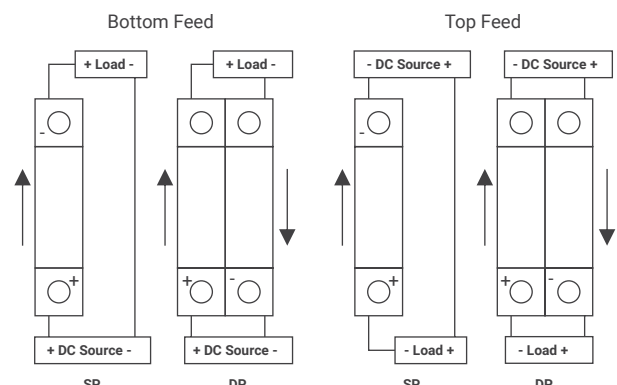 Bottom Feed
Top Feed
+ Load -
+ Load -
- DC Source +
- DC Source +
-
-
+
+ -
+
+ -
+ DC Source -
+ DC Source -
- Load +
- Load +
SP
DP
SP
DP